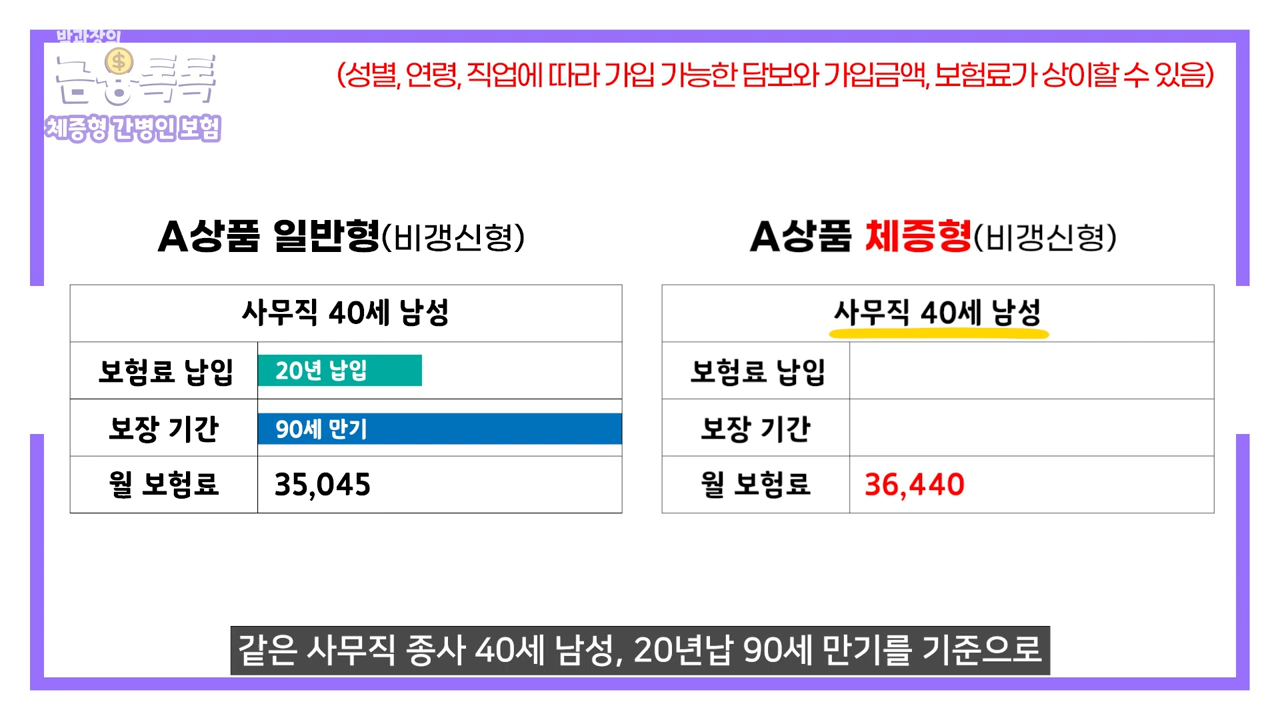 박과장의
금융톡톡
체증형 간병인 보험
(성별, 연령, 직업에 따라 가입 가능한 담보와 가입금액, 보험료가 상이할 수 있음)
A상품 일반형(비갱신형)
사무직 40세 남성
보험료 납입 20년 납입
보장 기간 90세 만기
월 보험료 35,045
A상품 체증형(비갱신형)
사무직 40세 남성
보험료 납입
보장 기간
월 보험료 36,440
같은 사무직 종사 40세 남성, 20년납 90세 만기를 기준으로